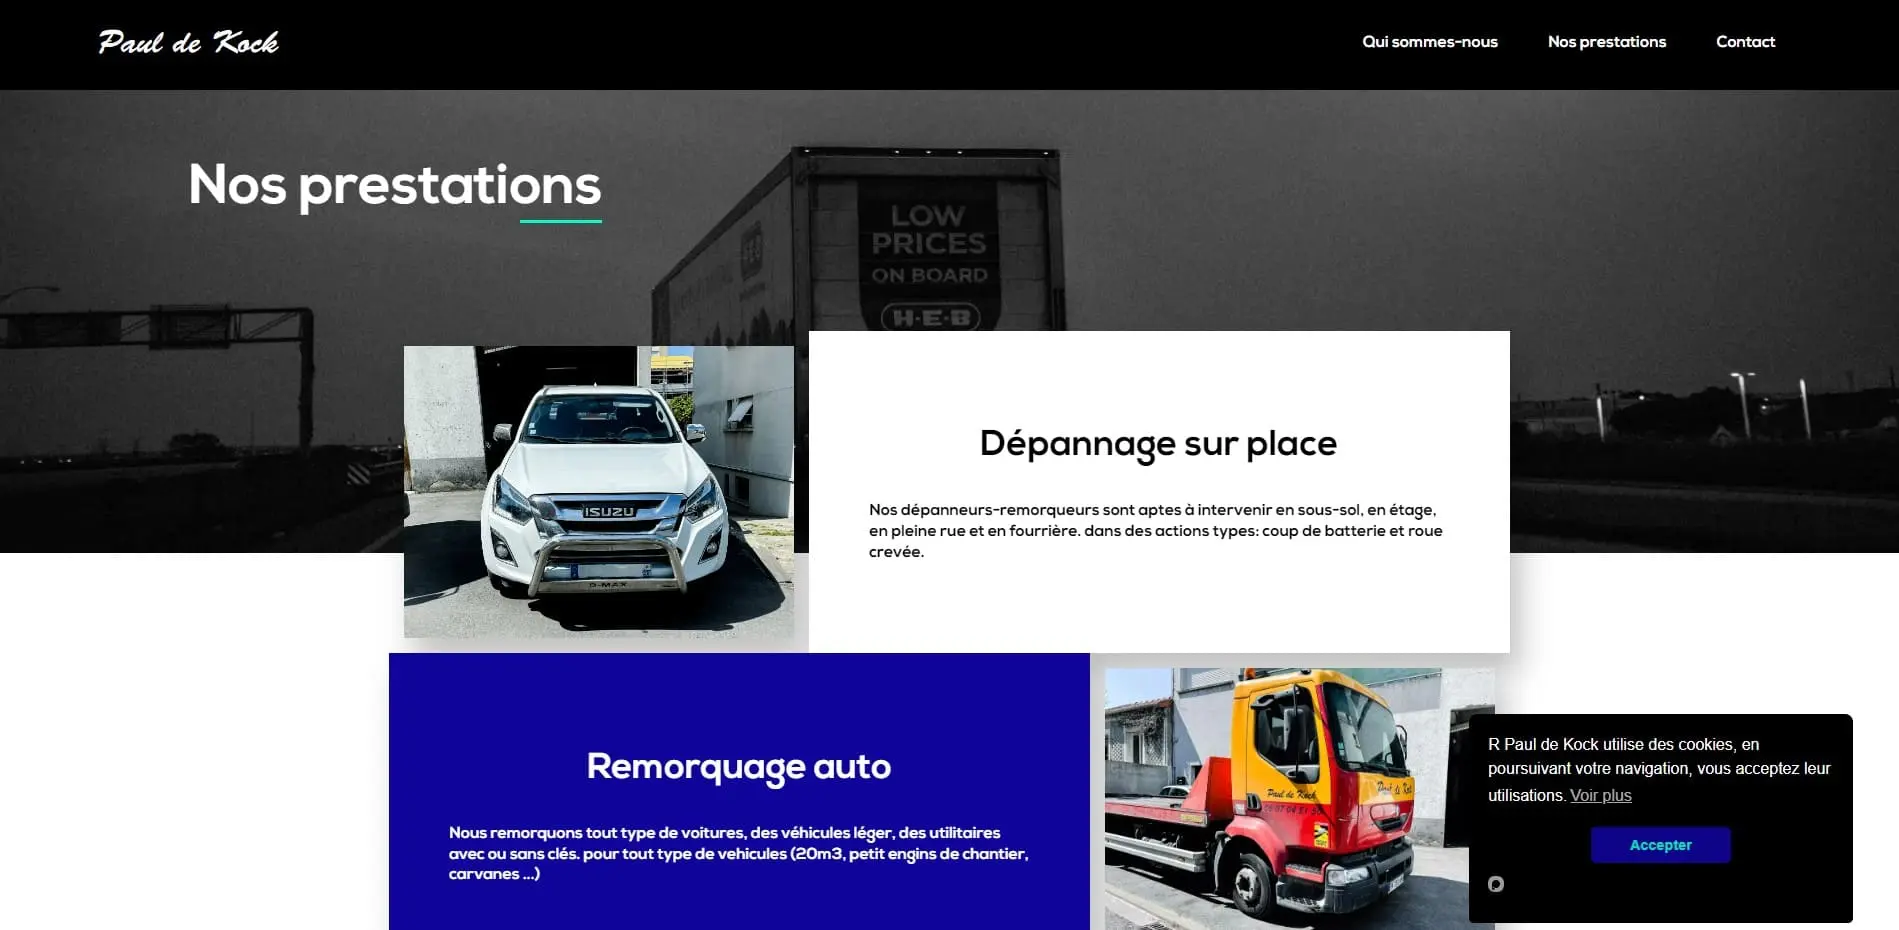 Paul de Kock
Qui sommes-nous
Nos prestations
Contact
Nos prestations
LOW
PRICES
ON BOARD
H-E-B
ISUZU
D-MAX
Dépannage sur place
Nos dépanneurs-remorqueurs sont aptes à intervenir en sous-sol, en étage,
en pleine rue et en fourrière. dans des actions types: coup de batterie et roue
crevée.
Remorquage auto
Nous remorquons tout type de voitures, des véhicules léger, des utilitaires
avec ou sans clés. pour tout type de vehicules (20m3, petit engins de chantier,
carvanes ...)
Paul de Kock
Paul de Kock
R Paul de Kock utilise des cookies, en
poursuivant votre navigation, vous acceptez leur
utilisations. Voir plus
Accepter